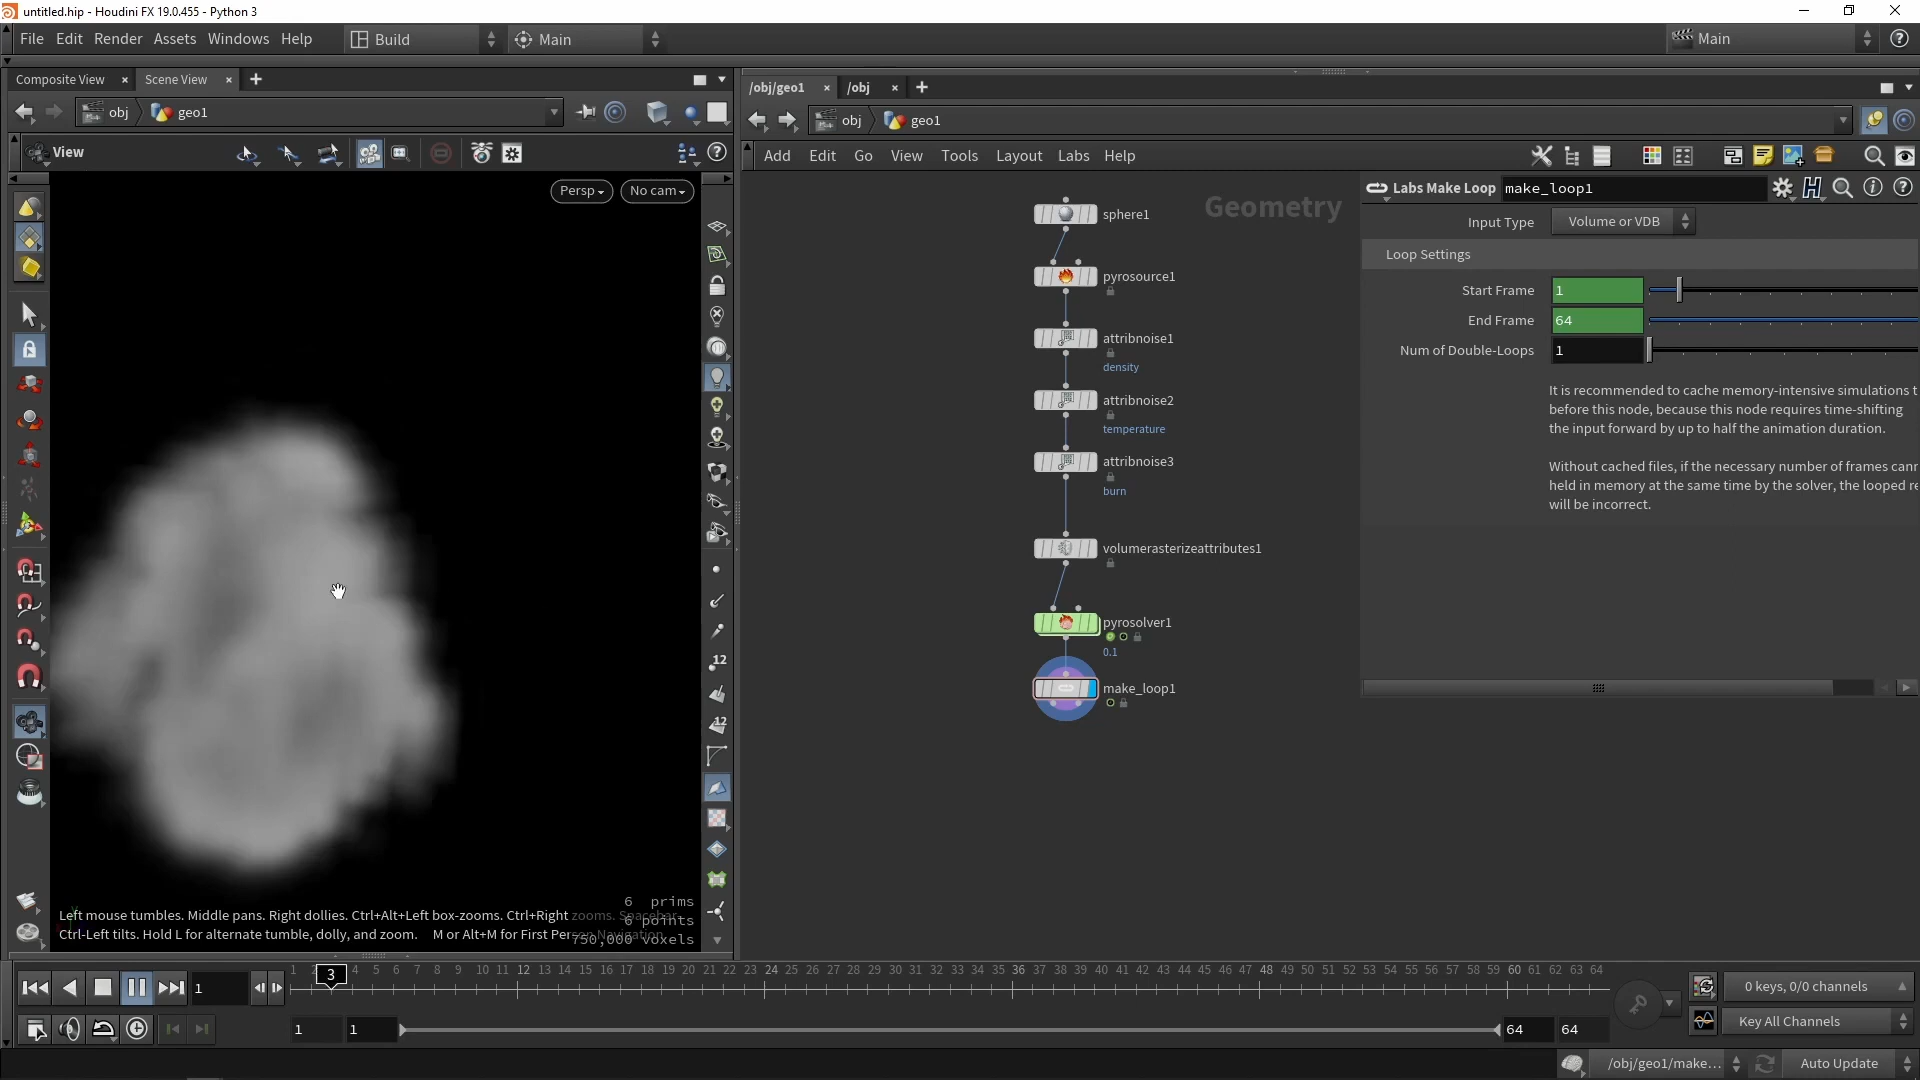 untitled.hip - Houdini FX 19.0.455 - Python 3
File Edit Render Assets Windows Help Build Main Main
Composite View × Scene View × +
/obj/geo1 × /obj × +
obj geo1
obj geo1
View
Add Edit Go View Tools Layout Labs Help
Persp No cam
Geometry
Labs Make Loop make_loop1
Input Type Volume or VDB
Loop Settings
Start Frame 1
End Frame 64
Num of Double-Loops 1
It is recommended to cache memory-intensive simulations t
before this node, because this node requires time-shifting
the input forward by up to half the animation duration.
Without cached files, if the necessary number of frames cann
held in memory at the same time by the solver, the looped re
will be incorrect.
sphere1
pyrosource1
attribnoise1
density
attribnoise2
temperature
attribnoise3
burn
volumerasterizeattributes1
pyrosolver1
0.1
make_loop1
12
12
6 prims
6 points
750,000 voxels
Left mouse tumbles. Middle pans. Right dollies. Ctrl+Alt+Left box-zooms. Ctrl+Right zooms. Spacebar-
Ctrl-Left tilts. Hold L for alternate tumble, dolly, and zoom. M or Alt+M for First Person Navigation.
1 2 3 4 5 6 7 8 9 10 11 12 13 14 15 16 17 18 19 20 21 22 23 24 25 26 27 28 29 30 31 32 33 34 35 36 37 38 39 40 41 42 43 44 45 46 47 48 49 50 51 52 53 54 55 56 57 58 59 60 61 62 63 64
1
0 keys, 0/0 channels
1 1 64 64
Key All Channels
/obj/geo1/make... Auto Update